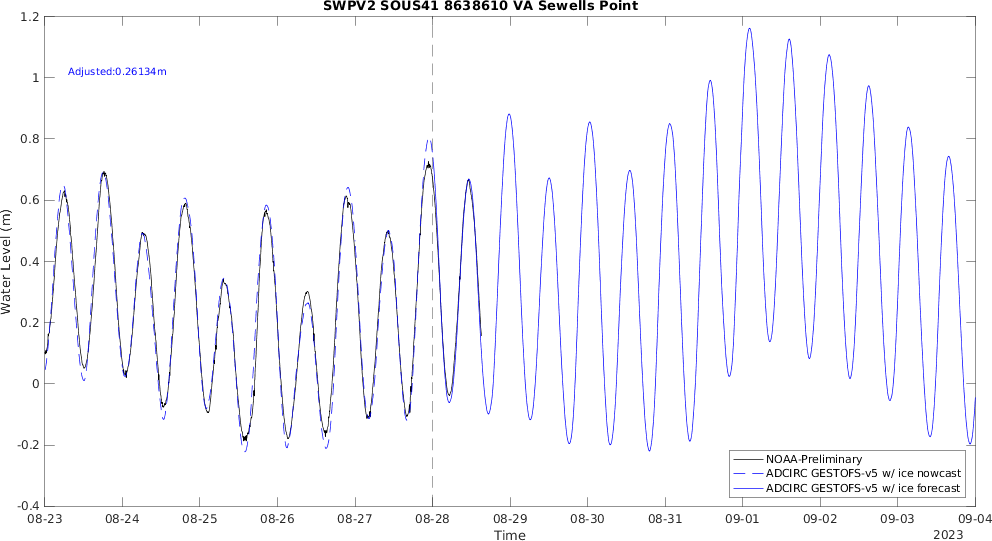 SWPV2 SOUS41 8638610 VA Sewells Point
Adjusted:0.26134m
Water Level (m)
1.2
1
0.8
0.6
0.4
0.2
0
-0.2
-0.4
NOAA-Preliminary
ADCIRC GESTOFS-v5 w/ ice nowcast
ADCIRC GESTOFS-v5 w/ ice forecast
08-23 08-24 08-25 08-26 08-27 08-28 08-29 08-30 08-31 09-01 09-02 09-03 09-04
Time
2023